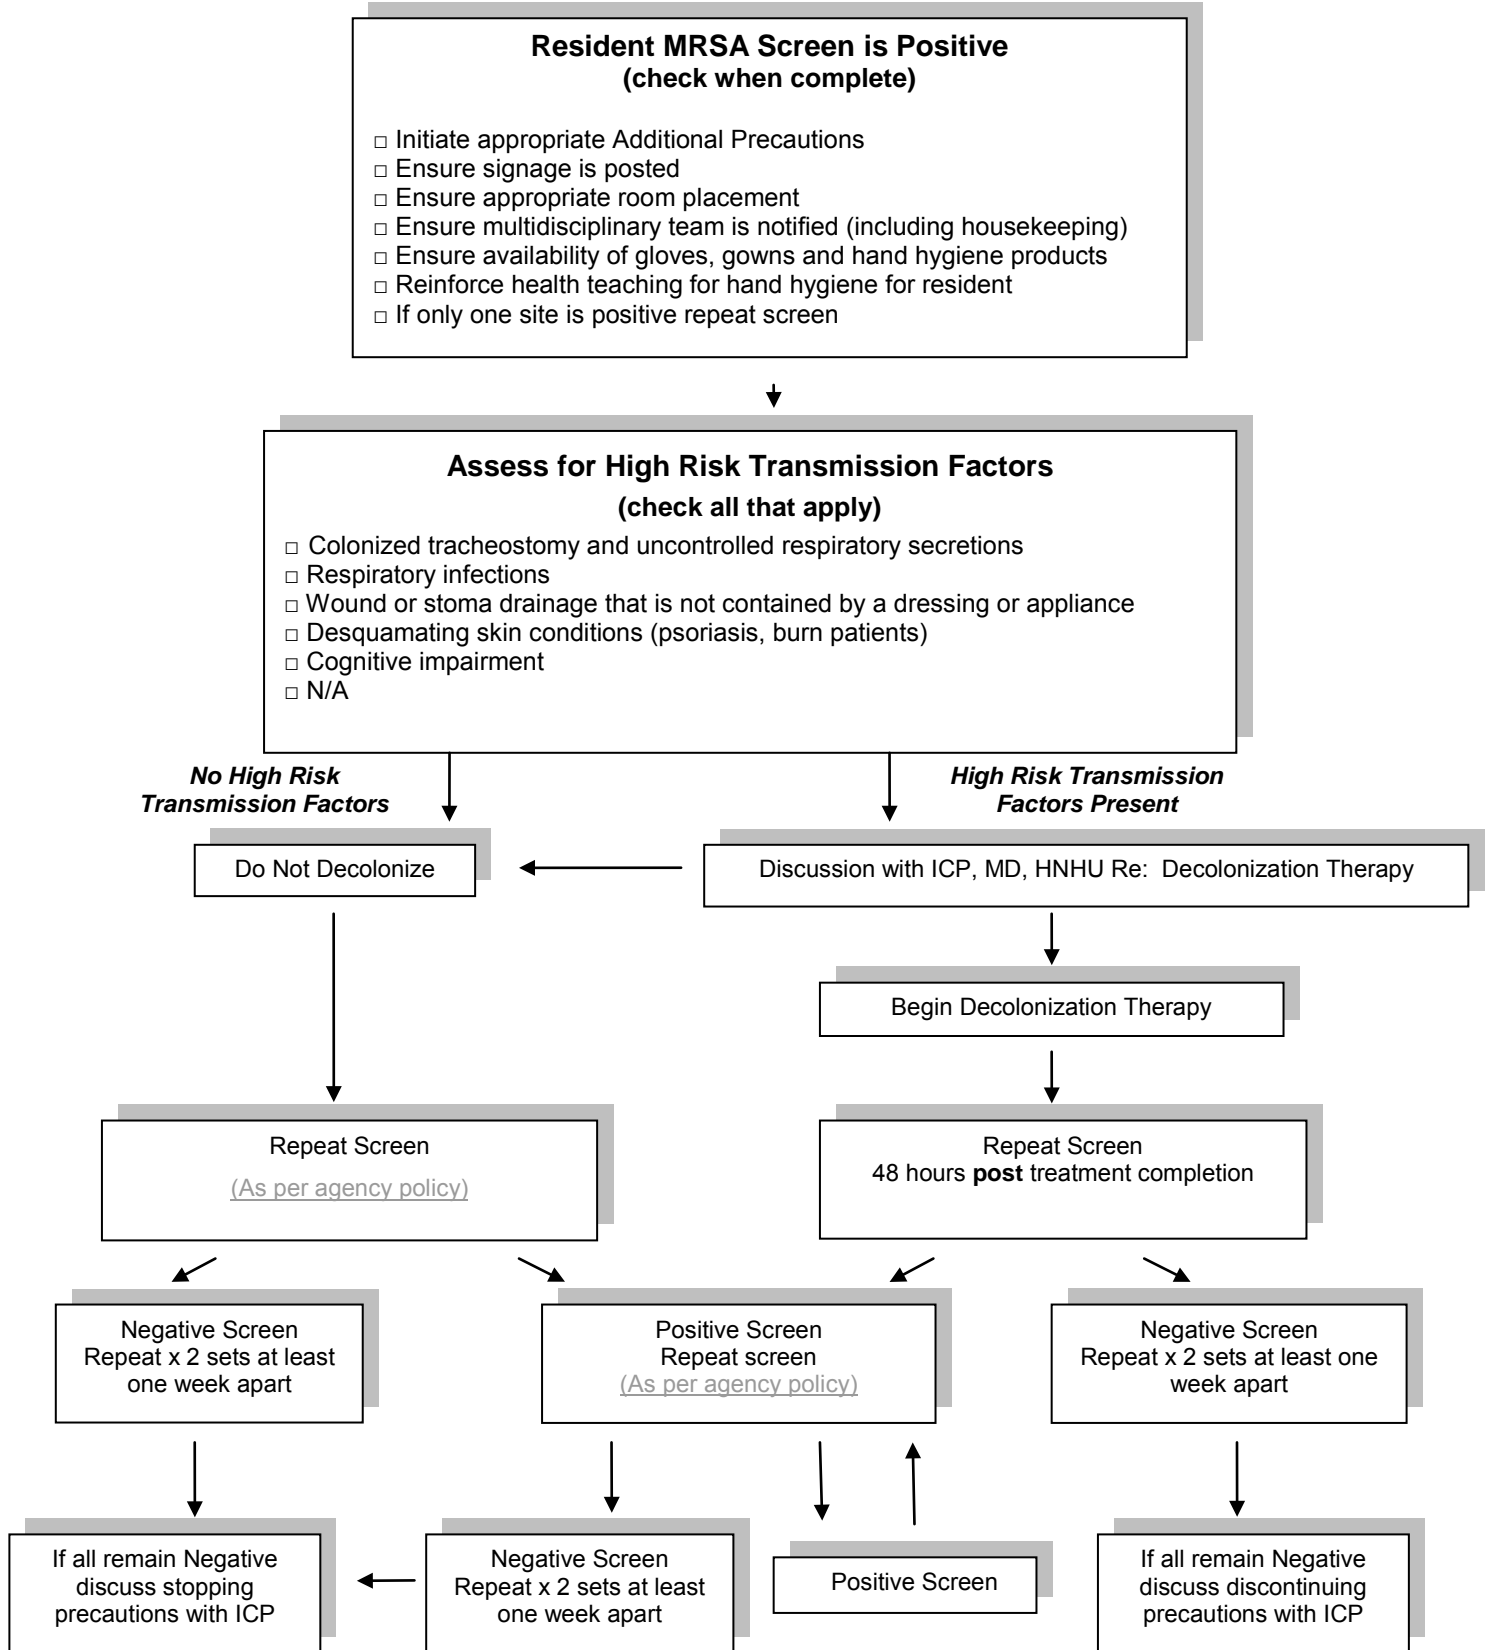 Resident MRSA Screen is Positive
(check when complete)
□ Initiate appropriate Additional Precautions
□ Ensure signage is posted
□ Ensure appropriate room placement
□ Ensure multidisciplinary team is notified (including housekeeping)
□ Ensure availability of gloves, gowns and hand hygiene products
□ Reinforce health teaching for hand hygiene for resident
□ If only one site is positive repeat screen
Assess for High Risk Transmission Factors
(check all that apply)
□ Colonized tracheostomy and uncontrolled respiratory secretions
□ Respiratory infections
□ Wound or stoma drainage that is not contained by a dressing or appliance
□ Desquamating skin conditions (psoriasis, burn patients)
□ Cognitive impairment
□ N/A
No High Risk
Transmission Factors
High Risk Transmission
Factors Present
Do Not Decolonize
Discussion with ICP, MD, HNHU Re: Decolonization Therapy
Begin Decolonization Therapy
Repeat Screen
(As per agency policy)
Repeat Screen
48 hours post treatment completion
Negative Screen
Repeat x 2 sets at least
one week apart
Positive Screen
Repeat screen
(As per agency policy)
Negative Screen
Repeat x 2 sets at least one
week apart
If all remain Negative
discuss stopping
precautions with ICP
Negative Screen
Repeat x 2 sets at least
one week apart
Positive Screen
If all remain Negative
discuss discontinuing
precautions with ICP